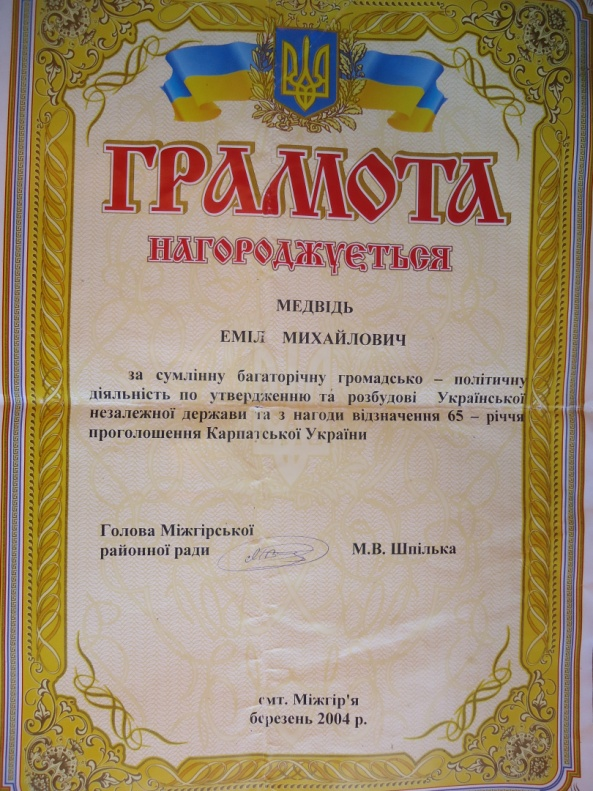 ГРАМОТА
НАГОРОДЖУЄТЬСЯ
МЕДВІДЬ
ЕМІЛ МИХАЙЛОВИЧ
за сумлінну багаторічну громадсько – політичну
діяльність по утвердженню та розбудові Української
незалежної держави та з нагоди відзначення 65 – річчя
проголошення Карпатської України
Голова Міжгірської
районної ради М.В. Шпілька
смт. Міжгір'я
березень 2004 р.